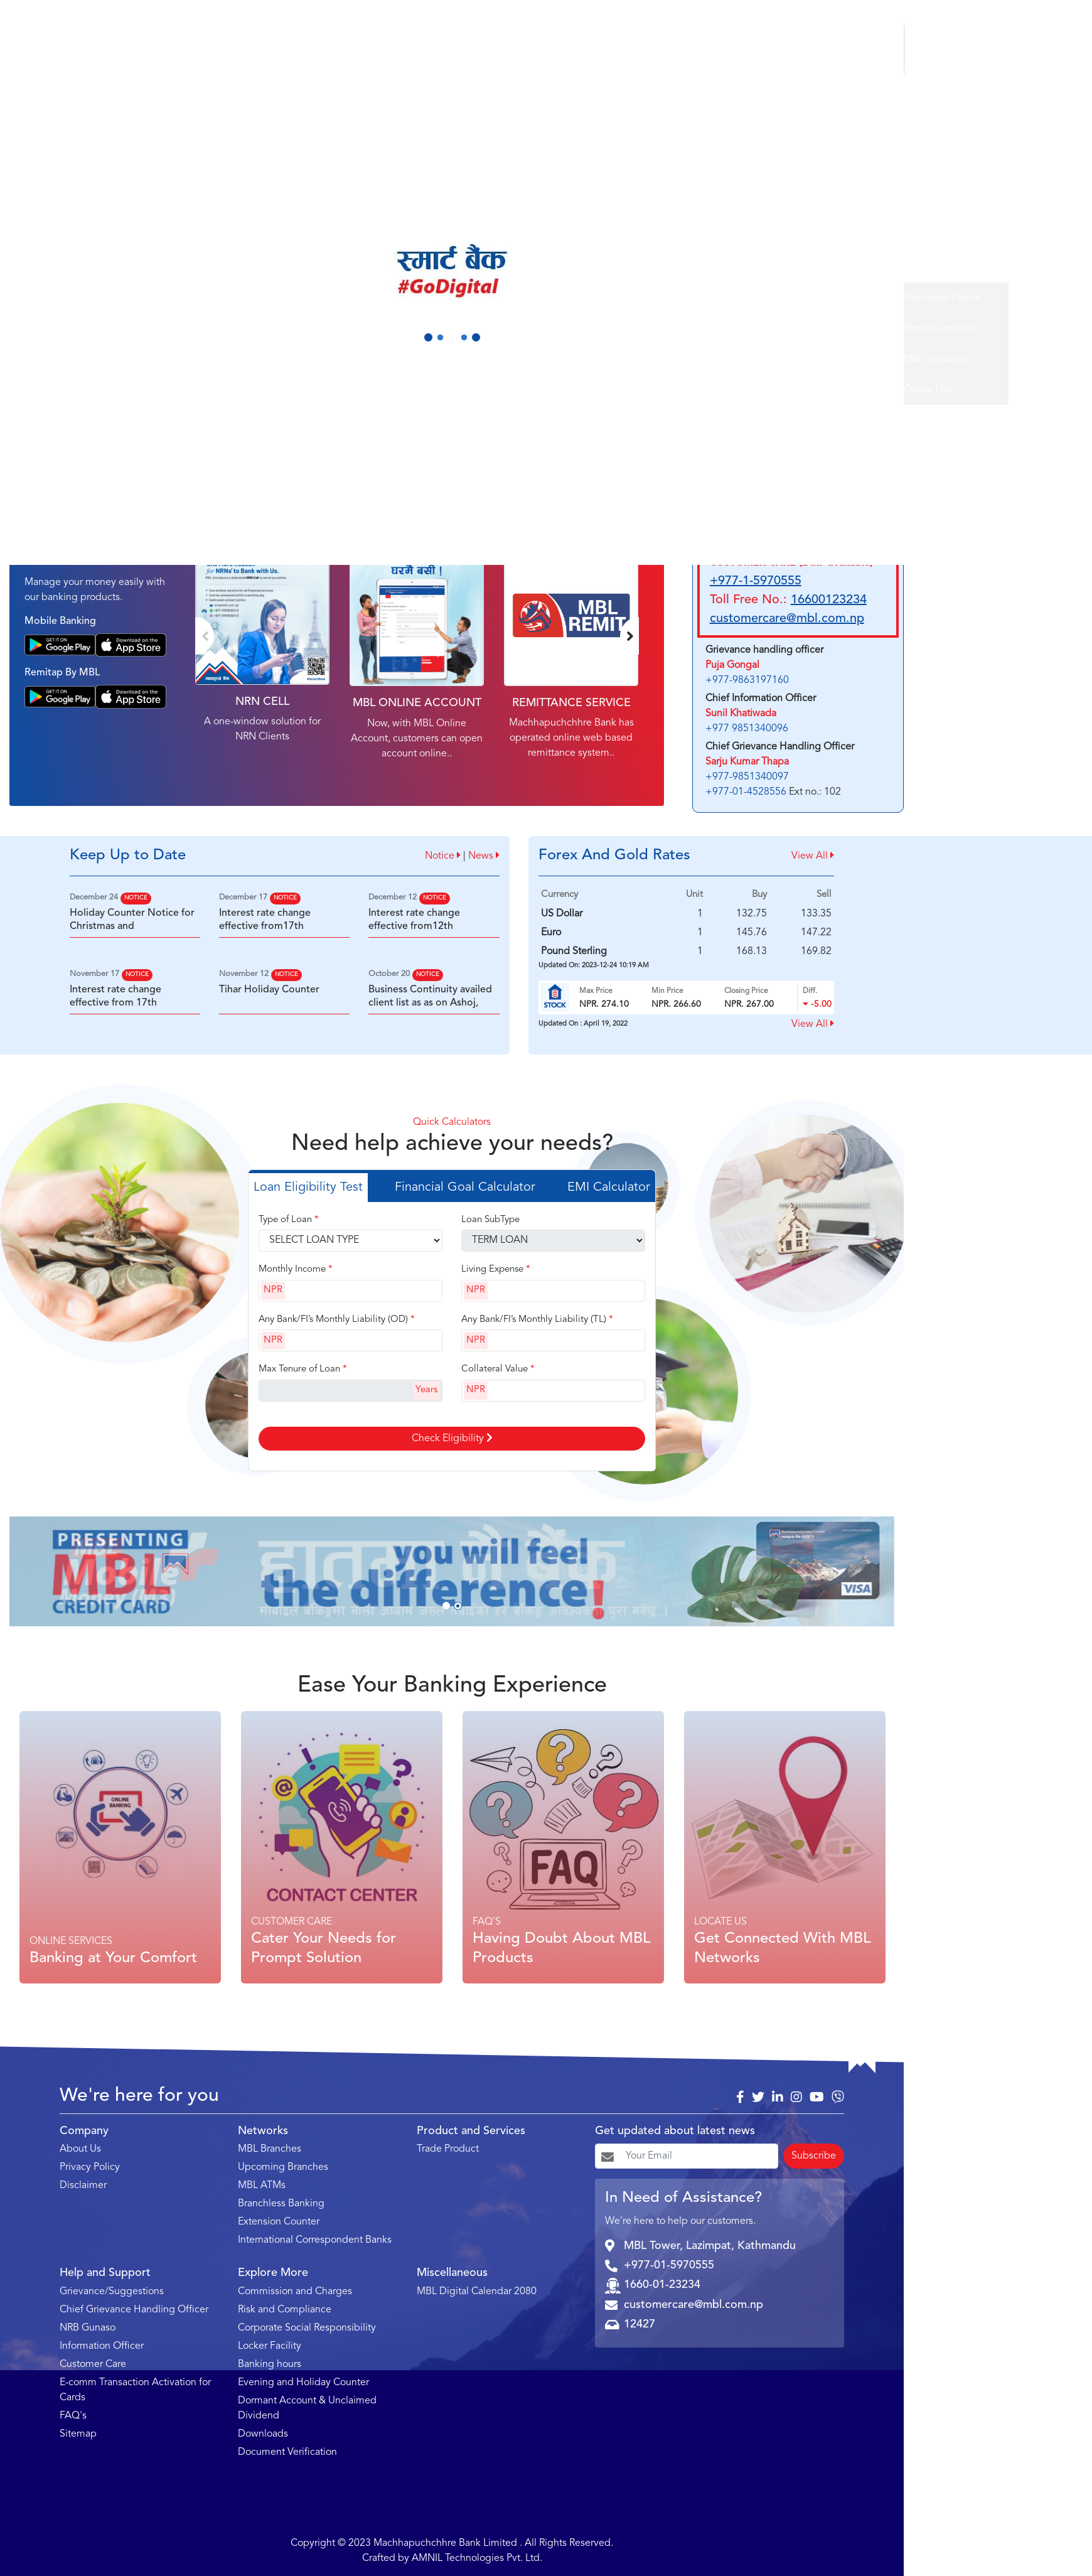 स्मार्ट बैंक
#GoDigital
EMI Calculator
Contact Us
Manage your money easily with
our banking products.
Mobile Banking
GET IT ON
Google Play
Download on the
App Store
Remitap By MBL
GET IT ON
Google Play
Download on the
App Store
for NRNs' to Bank with Us.
NRN CELL
A one-window solution for
NRN Clients
घरमै बसी !
MBL ONLINE ACCOUNT
Now, with MBL Online
Account, customers can open
account online..
MBL
REMIT
REMITTANCE SERVICE
Machhapuchchhre Bank has
operated online web based
remittance system..
+977-1-5970555
Toll Free No.: 16600123234
customercare@mbl.com.np
Grievance handling officer
Puja Gongal
+977-9863197160
Chief Information Officer
Sunil Khatiwada
+977 9851340096
Chief Grievance Handling Officer
Sarju Kumar Thapa
+977-9851340097
+977-01-4528556 Ext no.: 102
Keep Up to Date
Notice | News
December 24 NOTICE
Holiday Counter Notice for
Christmas and
December 17 NOTICE
Interest rate change
effective from17th
December 12 NOTICE
Interest rate change
effective from12th
November 17 NOTICE
Interest rate change
effective from 17th
November 12 NOTICE
Tihar Holiday Counter
October 20 NOTICE
Business Continuity availed
client list as as on Ashoj,
Forex And Gold Rates
View All
Currency Unit Buy Sell
US Dollar 1 132.75 133.35
Euro 1 145.76 147.22
Pound Sterling 1 168.13 169.82
Updated On: 2023-12-24 10:19 AM
STOCK
Max Price Min Price Closing Price Diff.
NPR. 274.10 NPR. 266.60 NPR. 267.00 -5.00
Updated On : April 19, 2022
View All
Quick Calculators
Need help achieve your needs?
Loan Eligibility Test Financial Goal Calculator EMI Calculator
Type of Loan * Loan SubType
SELECT LOAN TYPE TERM LOAN
Monthly Income * Living Expense *
NPR NPR
Any Bank/FI's Monthly Liability (OD) * Any Bank/FI's Monthly Liability (TL) *
NPR NPR
Max Tenure of Loan * Collateral Value *
Years NPR
Check Eligibility
PRESENTING
MBL
CREDIT CARD
you will feel
the difference!
VISA
Ease Your Banking Experience
ONLINE BANKING
ONLINE SERVICES
Banking at Your Comfort
CONTACT CENTER
CUSTOMER CARE
Cater Your Needs for
Prompt Solution
FAQ
FAQ'S
Having Doubt About MBL
Products
LOCATE US
Get Connected With MBL
Networks
We're here for you
Company
About Us
Privacy Policy
Disclaimer
Networks
MBL Branches
Upcoming Branches
MBL ATMs
Branchless Banking
Extension Counter
International Correspondent Banks
Product and Services
Trade Product
Get updated about latest news
Your Email
Subscribe
In Need of Assistance?
We're here to help our customers.
MBL Tower, Lazimpat, Kathmandu
+977-01-5970555
1660-01-23234
customercare@mbl.com.np
12427
Help and Support
Grievance/Suggestions
Chief Grievance Handling Officer
NRB Gunaso
Information Officer
Customer Care
E-comm Transaction Activation for
Cards
FAQ's
Sitemap
Explore More
Commission and Charges
Risk and Compliance
Corporate Social Responsibility
Locker Facility
Banking hours
Evening and Holiday Counter
Dormant Account & Unclaimed
Dividend
Downloads
Document Verification
Miscellaneous
MBL Digital Calendar 2080
Copyright © 2023 Machhapuchchhre Bank Limited . All Rights Reserved.
Crafted by AMNIL Technologies Pvt. Ltd.